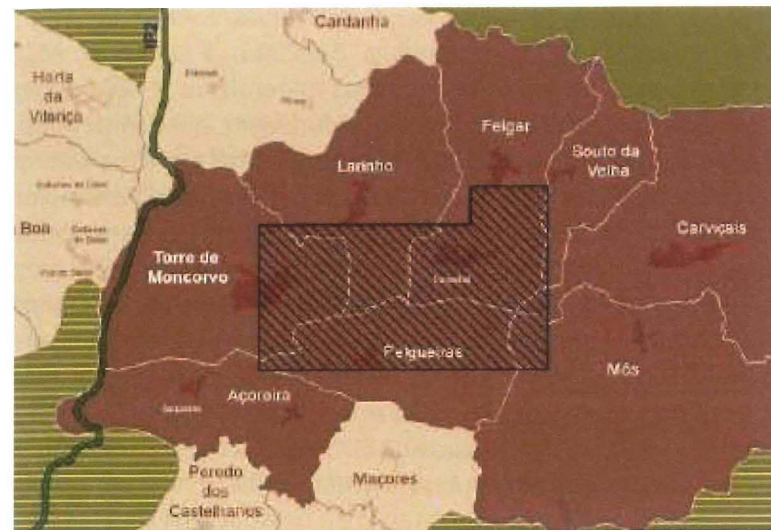 Cardanha
IP2
Horta
da
Vilariça
Felgar
Souto da
Velha
Larinho
Carviçais
Boa
Torre de
Moncorvo
Felgueiras
Mós
Açoreira
Maçores
Peredo
dos
Castelhanos